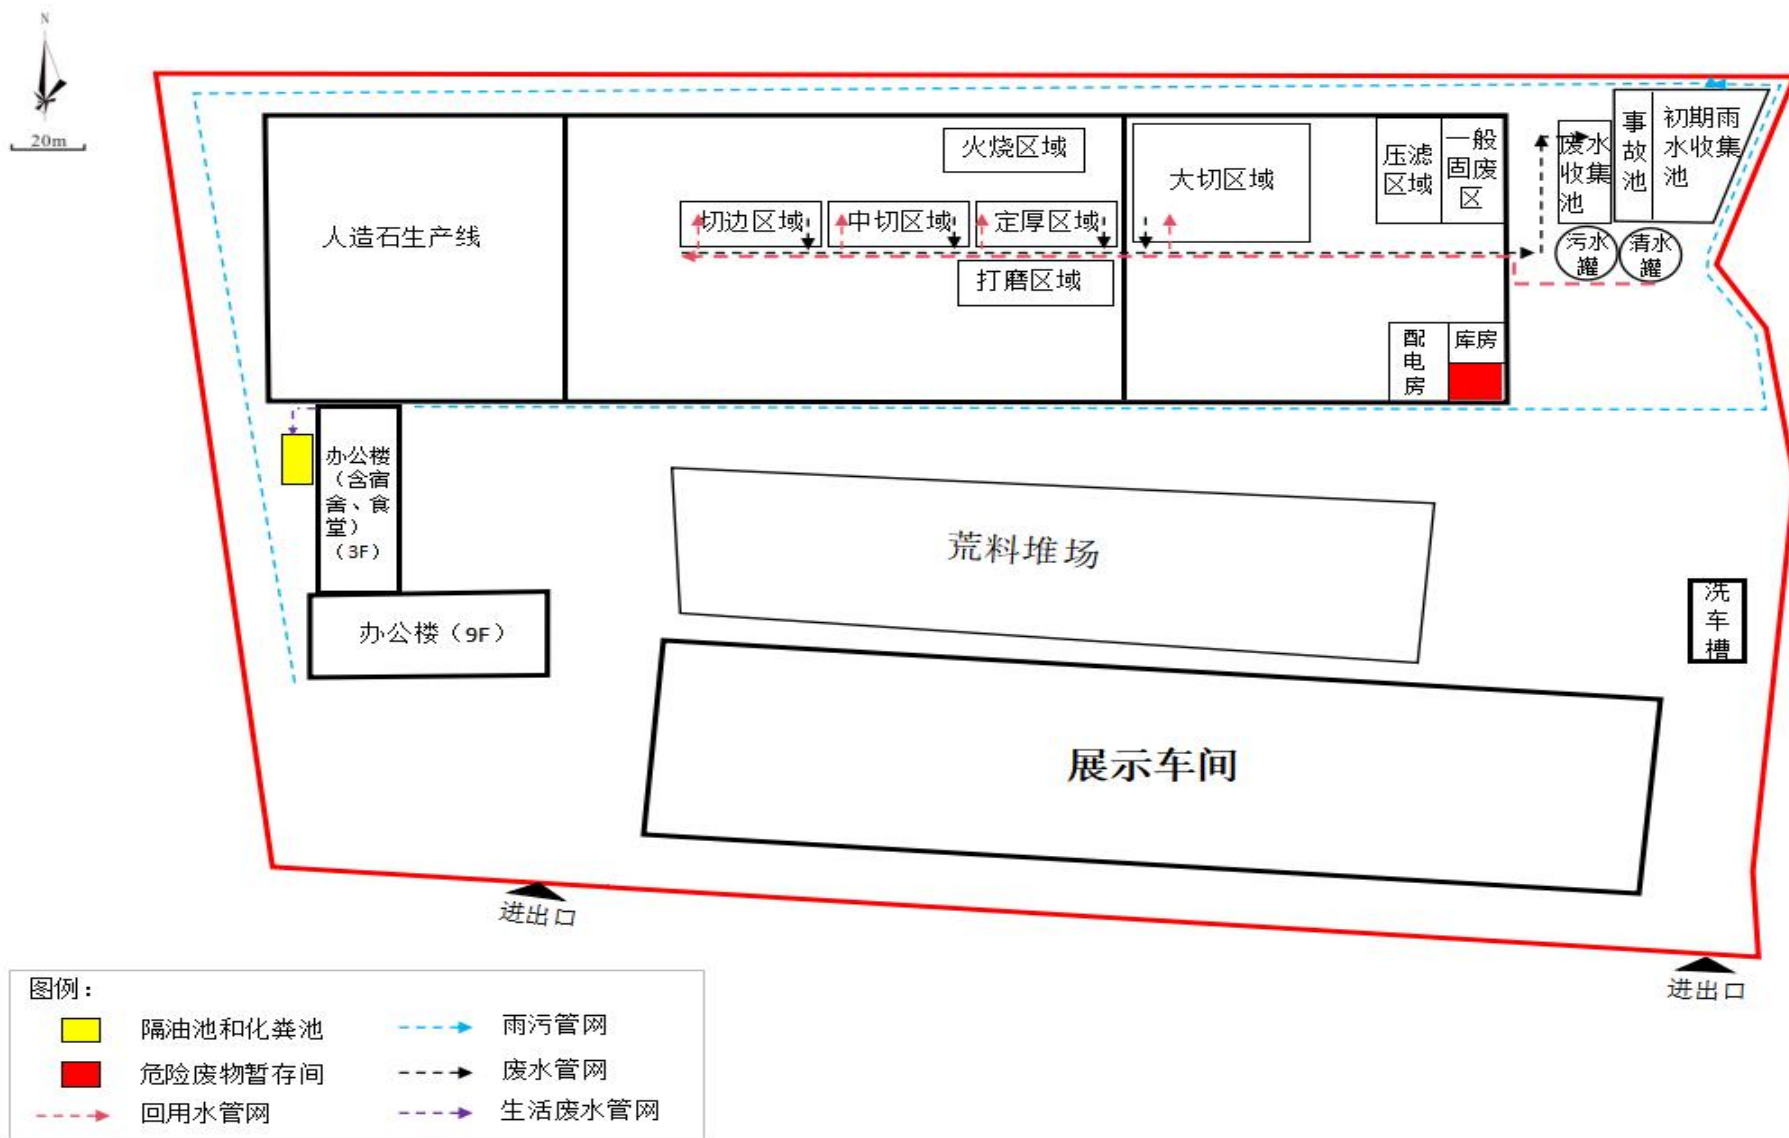 N
20m
火烧区域
大切区域
压滤
区域
一般
固废
区
废水
收集
池
事
故
池
初期雨
水收集
池
人造石生产线
切边区域
中切区域
定厚区域
打磨区域
污水
罐
清水
罐
配
电
房
库房
办公楼
（含宿
舍、食
堂）
（3F）
办公楼（9F）
荒料堆场
洗
车
槽
展示车间
进出口
进出口
图例：
隔油池和化粪池
雨污管网
危险废物暂存间
废水管网
回用水管网
生活废水管网